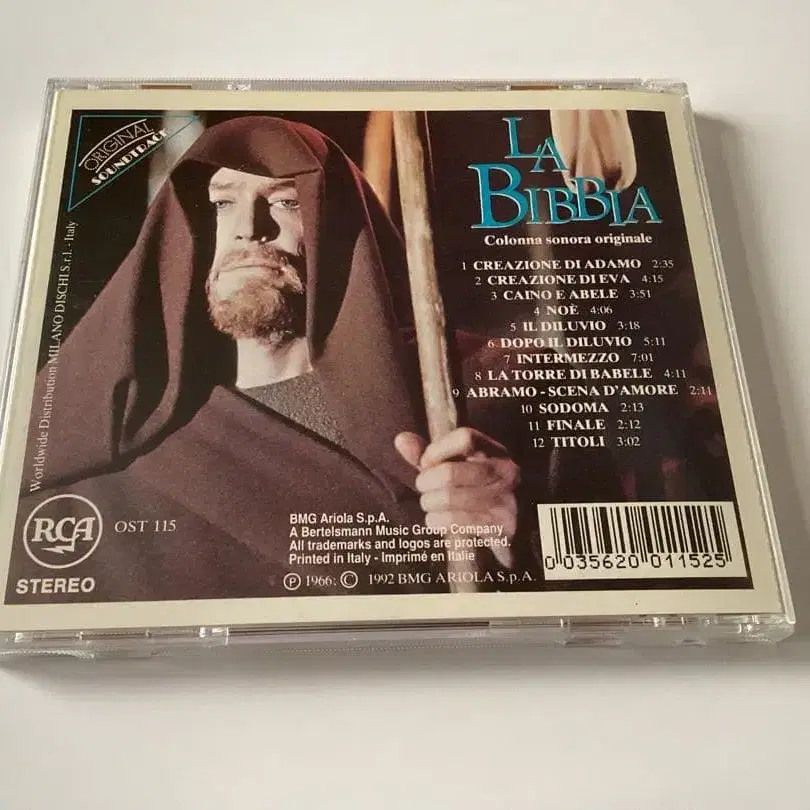 ORIGINAL
SOUNDTRACK
LA
BIBBIA
Colonna sonora originale
1 CREAZIONE DI ADAMO 2:35
2 CREAZIONE DI EVA 4:15
3 CAINO E ABELE 3:51
4 NOÈ 4:06
5 IL DILUVIO 3:18
6 DOPO IL DILUVIO 5:11
7 INTERMEZZO 7:01
8 LA TORRE DI BABELE 4:11
9 ABRAMO - SCENA D'AMORE 2:11
10 SODOMA 2:13
11 FINALE 2:12
12 TITOLI 3:02
Worldwide Distribution MILANO DISCHI S.r.l. - Italy
RCA
STEREO
OST 115
BMG Ariola S.p.A.
A Bertelsmann Music Group Company
All trademarks and logos are protected.
Printed in Italy - Imprimé en Italie
Ⓟ 1966; © 1992 BMG ARIOLA S.p.A.
0 035620 011525